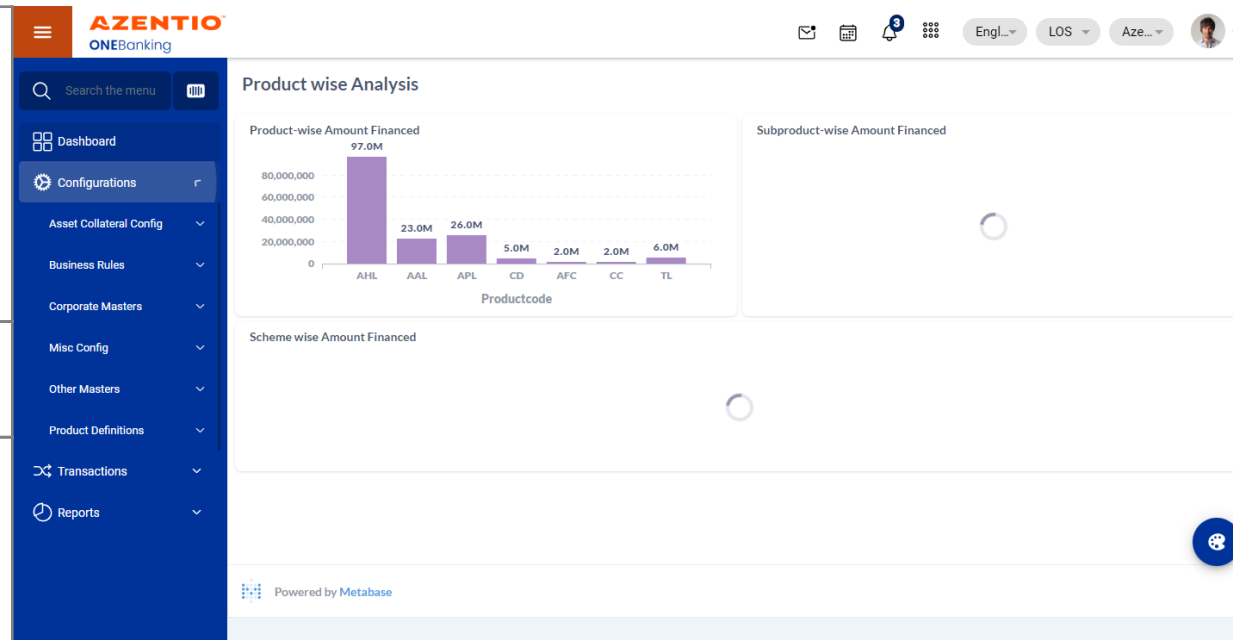 AZENTIO
ONEBanking
3
Engl...
LOS
Aze...
Search the menu
Dashboard
Configurations
Asset Collateral Config
Business Rules
Corporate Masters
Misc Config
Other Masters
Product Definitions
Transactions
Reports
Product wise Analysis
Product-wise Amount Financed
97.0M
80,000,000
60,000,000
40,000,000
20,000,000
0
23.0M
26.0M
5.0M
2.0M
2.0M
6.0M
AHL AAL APL CD AFC CC TL
Productcode
Subproduct-wise Amount Financed
Scheme wise Amount Financed
Powered by Metabase